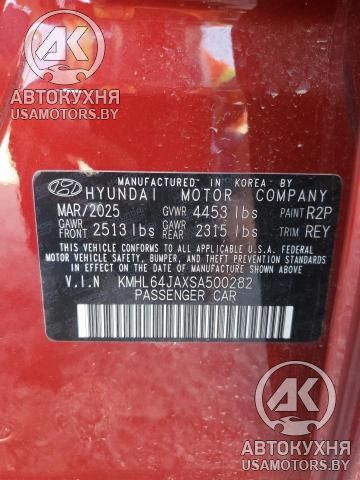 АВТОКУХНЯ
USAMOTORS.BY
MANUFACTURED IN KOREA BY
HYUNDAI MOTOR COMPANY
MAR/2025 GVWR 4453 lbs PAINT R2P
GAWR FRONT 2513 lbs GAWR REAR 2315 lbs TRIM REY
THIS VEHICLE CONFORMS TO ALL APPLICABLE U.S. FEDERAL
MOTOR VEHICLE SAFETY, BUMPER, AND THEFT PREVENTION
STANDARDS IN EFFECT ON THE DATE OF MANUFACTURE SHOWN ABOVE.
V.I.N KMHL64JAXSA500282
PASSENGER CAR
АВТОКУХНЯ
USAMOTORS.BY